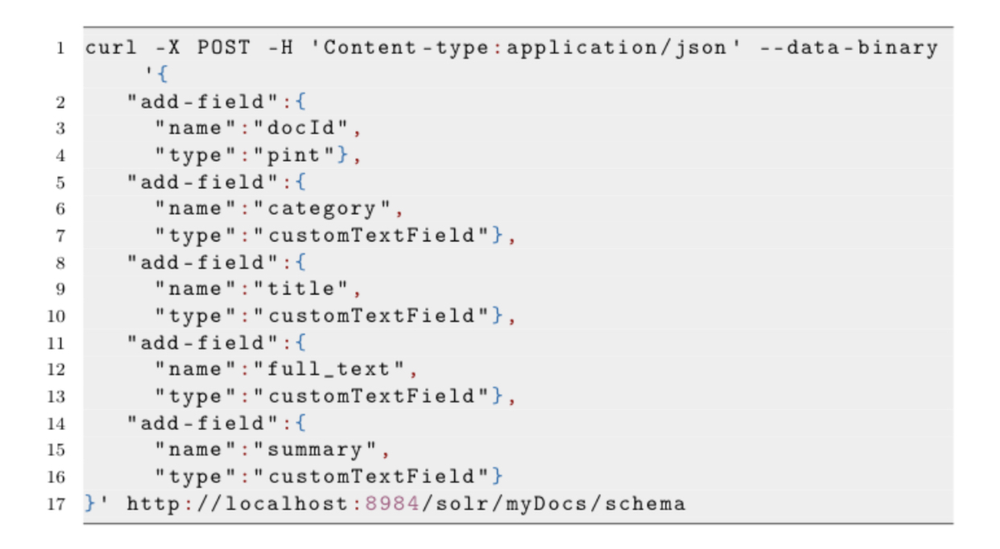 1 curl -X POST -H 'Content-type:application/json' --data-binary
'{
2 "add-field":{
3 "name":"docId",
4 "type":"pint"},
5 "add-field":{
6 "name":"category",
7 "type":"customTextField"},
8 "add-field":{
9 "name":"title",
10 "type":"customTextField"},
11 "add-field":{
12 "name":"full_text",
13 "type":"customTextField"},
14 "add-field":{
15 "name":"summary",
16 "type":"customTextField"}
17 }' http://localhost:8984/solr/myDocs/schema